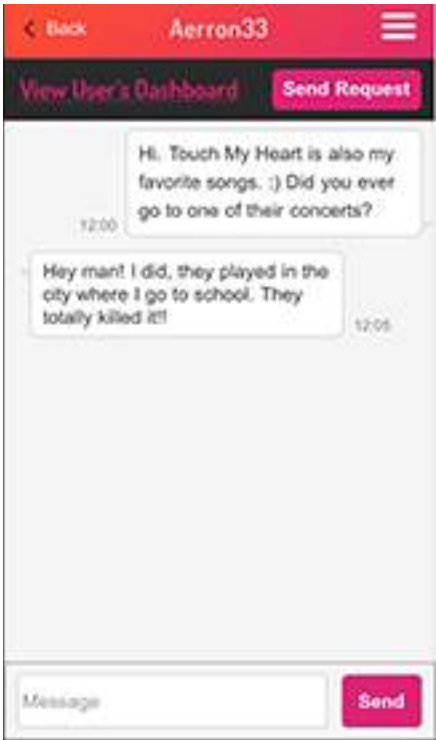 Back
Aerron33
View User's Dashboard
Send Request
Hi. Touch My Heart is also my
favorite songs. :) Did you ever
go to one of their concerts?
12:00
Hey man! I did, they played in the
city where I go to school. They
totally killed it!!
12:05
Message
Send